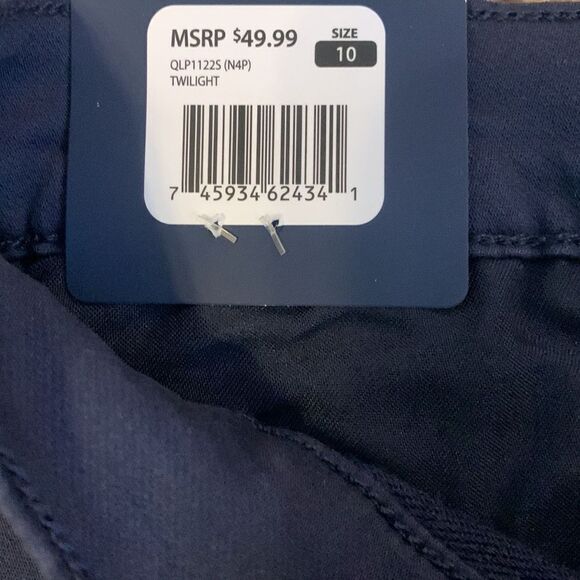 MSRP $49.99
SIZE
10
QLP1122S (N4P)
TWILIGHT
7 45934 62434 1